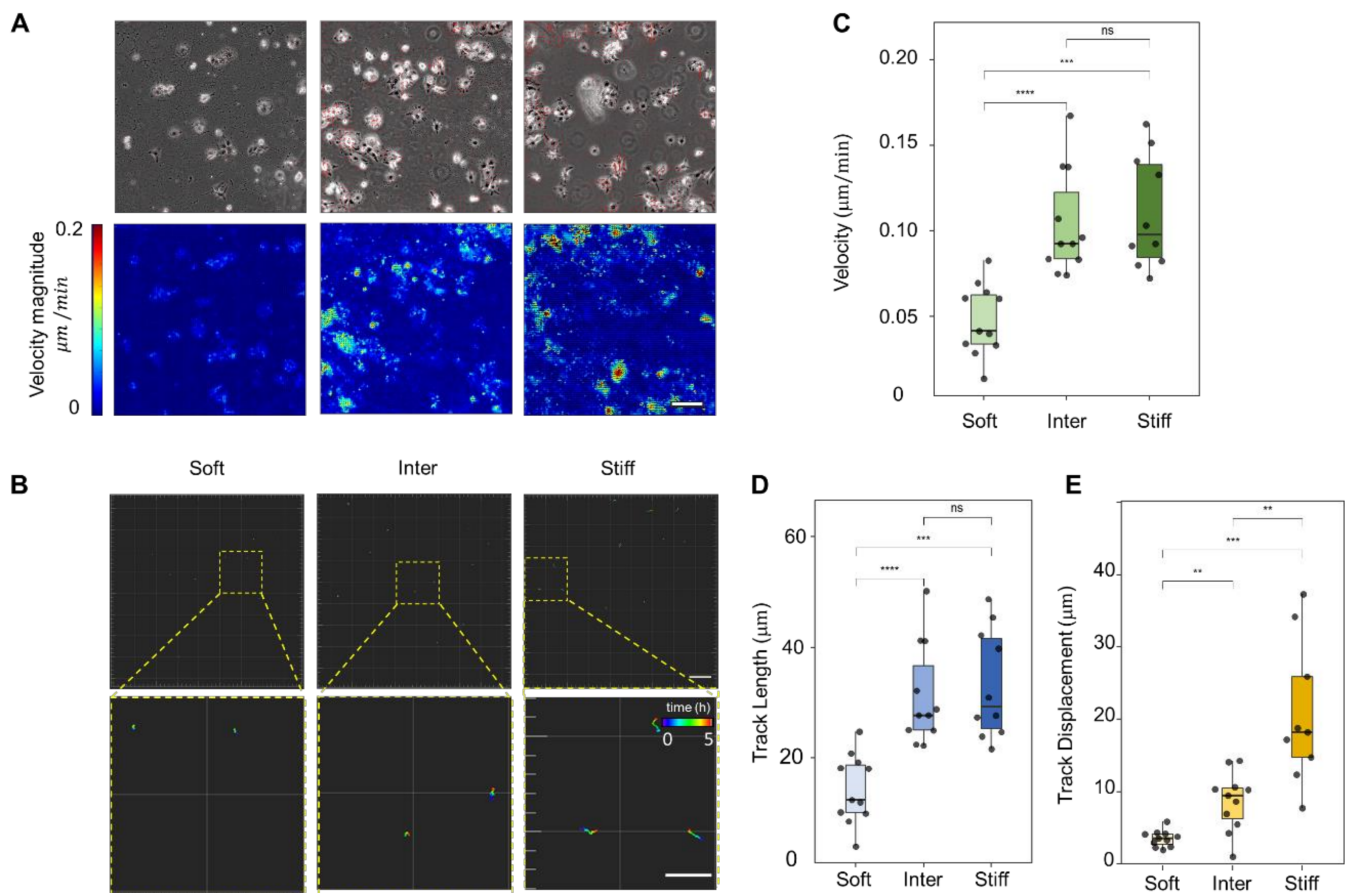 A
0.2
Velocity magnitude
μm /min
0
B
Soft
Inter
Stiff
time (h)
0 5
C
ns
***
****
0.20
0.15
0.10
0.05
0
Velocity (μm/min)
Soft
Inter
Stiff
D
ns
***
****
60
40
20
0
Track Length (μm)
Soft
Inter
Stiff
E
**
***
**
40
30
20
10
0
Track Displacement (μm)
Soft
Inter
Stiff